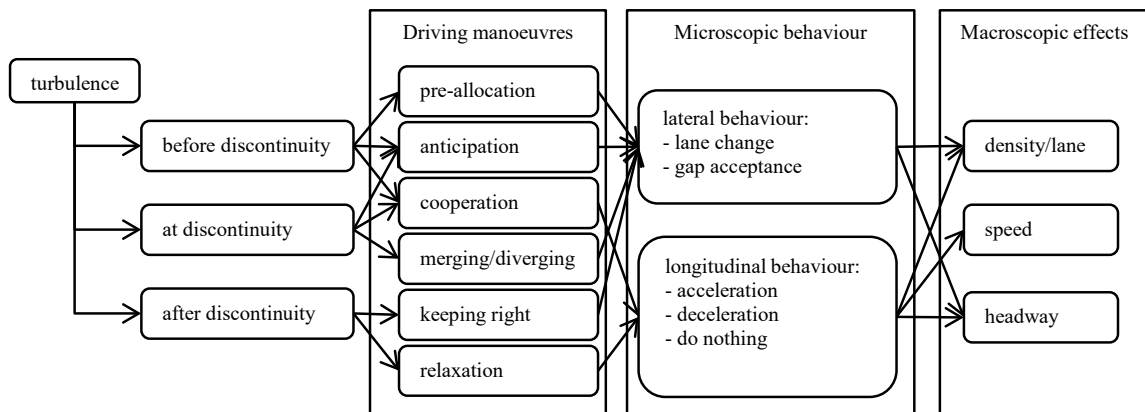 Driving manoeuvres
Microscopic behaviour
Macroscopic effects
turbulence
before discontinuity
at discontinuity
after discontinuity
pre-allocation
anticipation
cooperation
merging/diverging
keeping right
relaxation
lateral behaviour:
- lane change
- gap acceptance
longitudinal behaviour:
- acceleration
- deceleration
- do nothing
density/lane
speed
headway